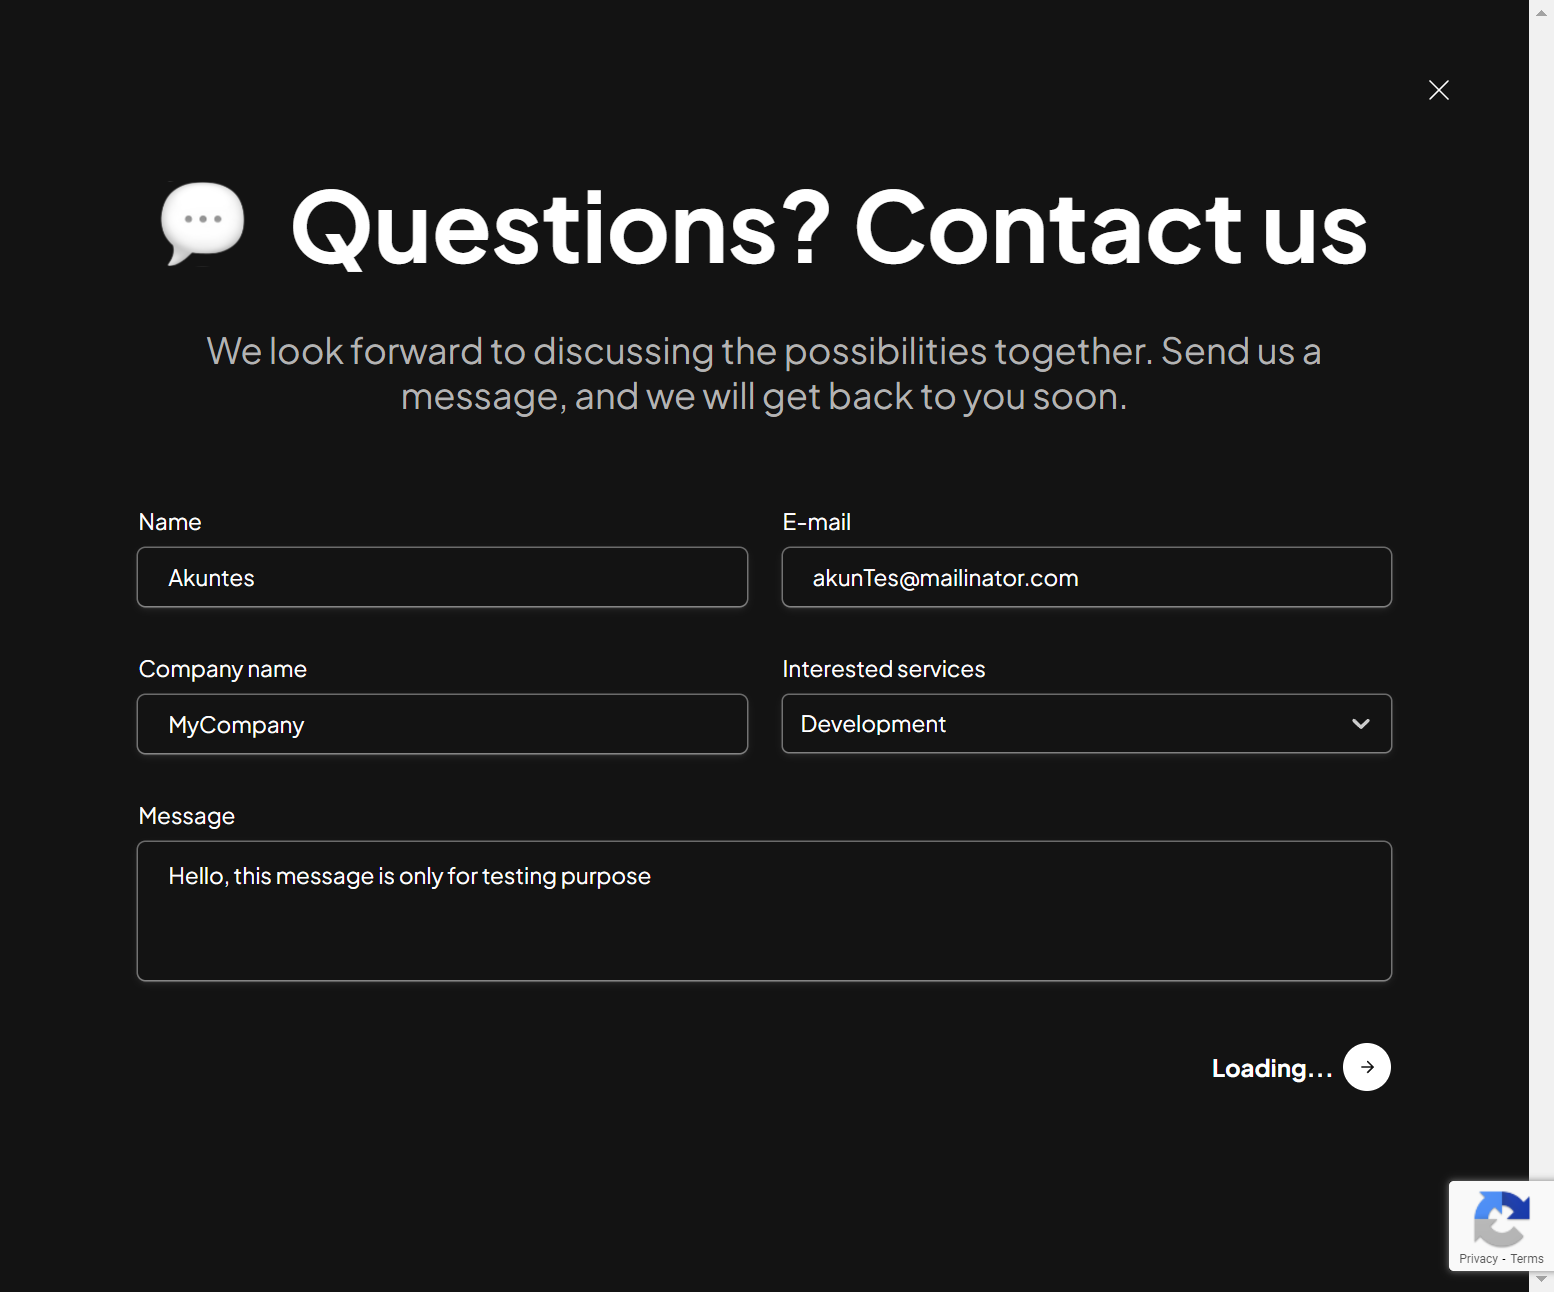 Questions? Contact us
We look forward to discussing the possibilities together. Send us a
message, and we will get back to you soon.
Name
E-mail
Akuntes
akunTes@mailinator.com
Company name
Interested services
MyCompany
Development
Message
Hello, this message is only for testing purpose
Loading...
Privacy - Terms